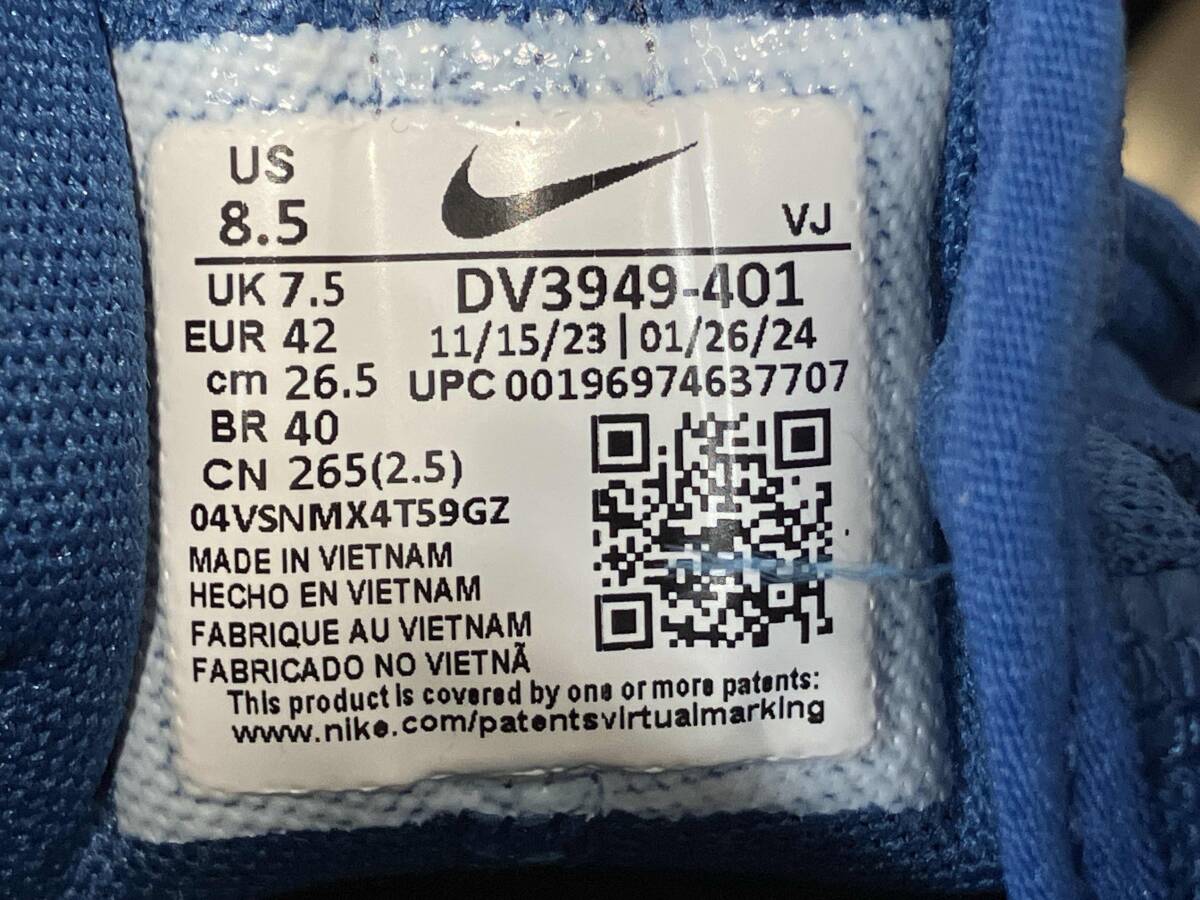 US
8.5
VJ
UK 7.5
DV3949-401
EUR 42
11/15/23 | 01/26/24
cm 26.5
UPC 00196974637707
BR 40
CN 265(2.5)
04VSNMX4T59GZ
MADE IN VIETNAM
HECHO EN VIETNAM
FABRIQUE AU VIETNAM
FABRICADO NO VIETNÃ
This product is covered by one or more patents:
www.nike.com/patentsvirtualmarking